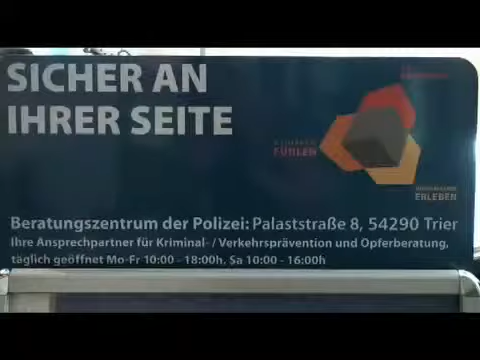 SICHER AN
IHRER SEITE
FÜHLEN
ERLEBEN
Beratungszentrum der Polizei: Palaststraße 8, 54290 Trier
Ihre Ansprechpartner für Kriminal- / Verkehrsprävention und Opferberatung,
täglich geöffnet Mo-Fr 10:00 - 18:00h, Sa 10:00 - 16:00h